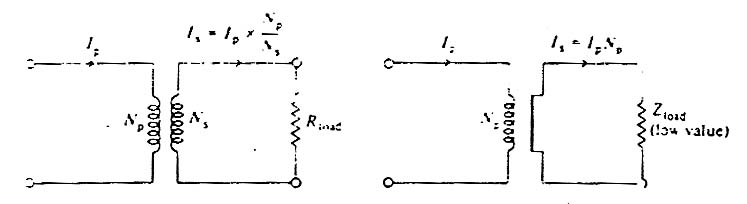 I_p
I_s = I_p × N_p/N_s
N_p
N_s
R_load
I_p
I_s = I_p N_p
N_p
Z_load
(low value)